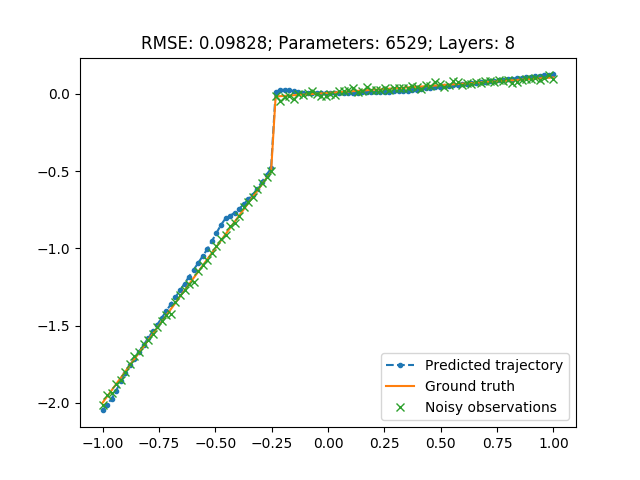 RMSE: 0.09828; Parameters: 6529; Layers: 8
0.0
−0.5
−1.0
−1.5
−2.0
Predicted trajectory
Ground truth
Noisy observations
−1.00 −0.75 −0.50 −0.25 0.00 0.25 0.50 0.75 1.00